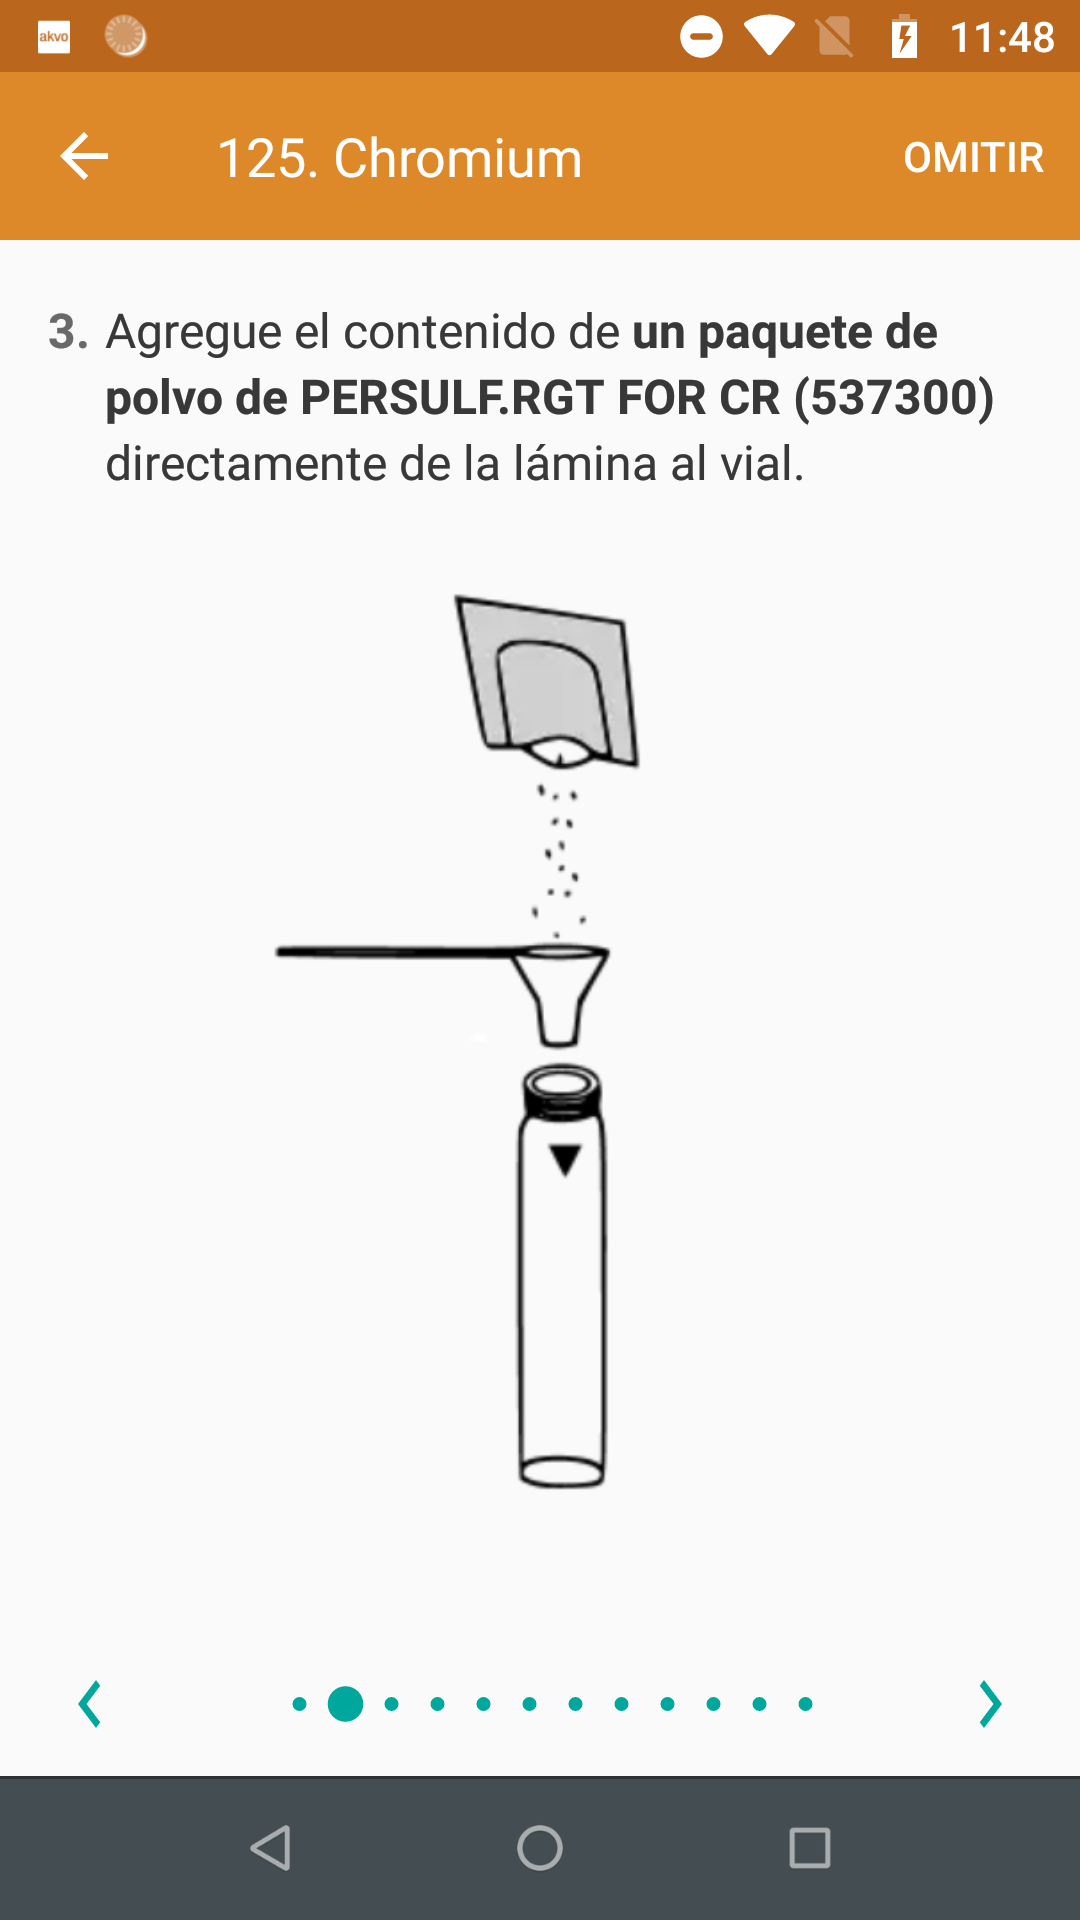 akvo
11:48
125. Chromium
OMITIR
3. Agregue el contenido de un paquete de
polvo de PERSULF.RGT FOR CR (537300)
directamente de la lámina al vial.